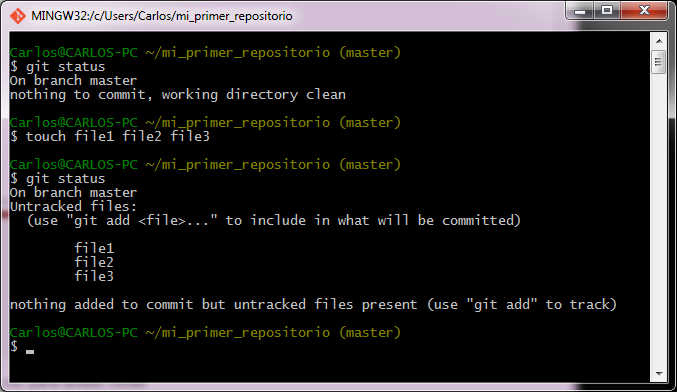 MINGW32:/c/Users/Carlos/mi_primer_repositorio
Carlos@CARLOS-PC ~/mi_primer_repositorio (master)
$ git status
On branch master
nothing to commit, working directory clean
Carlos@CARLOS-PC ~/mi_primer_repositorio (master)
$ touch file1 file2 file3
Carlos@CARLOS-PC ~/mi_primer_repositorio (master)
$ git status
On branch master
Untracked files:
  (use "git add <file>..." to include in what will be committed)
        file1
        file2
        file3
nothing added to commit but untracked files present (use "git add" to track)
Carlos@CARLOS-PC ~/mi_primer_repositorio (master)
$